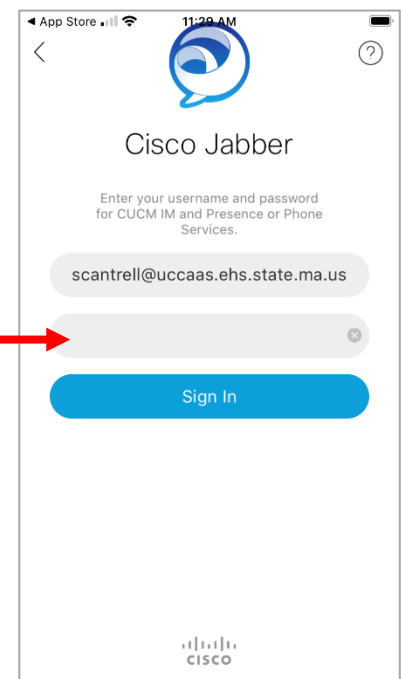 App Store 11:29 AM
?
Cisco Jabber
Enter your username and password
for CUCM IM and Presence or Phone
Services.
scantrell@uccaas.ehs.state.ma.us
Sign In
CISCO